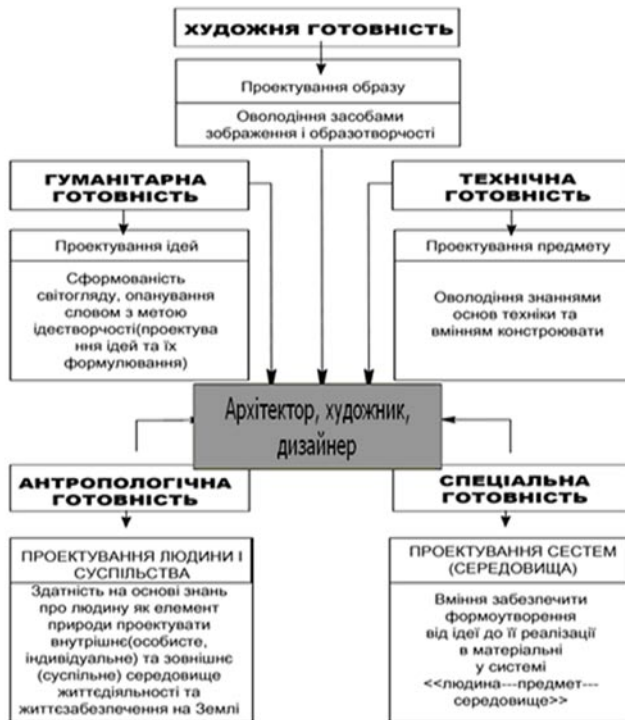 ХУДОЖНЯ ГОТОВНІСТЬ
Проектування образу
Оволодіння засобами
зображення і образотворчості
ГУМАНІТАРНА
ГОТОВНІСТЬ
Проектування ідей
Сформованість
світогляду, опанування
словом з метою
ідестворчості(проектува
ння ідей та їх
формулювання)
ТЕХНІЧНА
ГОТОВНІСТЬ
Проектування предмету
Оволодіння знаннями
основ техніки та
вмінням констроювати
Архітектор, художник,
дизайнер
АНТРОПОЛОГІЧНА
ГОТОВНІСТЬ
ПРОЕКТУВАННЯ ЛЮДИНИ І
СУСПІЛЬСТВА
Здатність на основі знань
про людину як елемент
природи проектувати
внутрішнє(особисте,
індивідуальне) та зовнішнє
(суспільне) середовище
життєдіяльності та
життєзабезпечення на Землі
СПЕЦІАЛЬНА
ГОТОВНІСТЬ
ПРОЕКТУВАННЯ СЕСТЕМ
(СЕРЕДОВИЩА)
Вміння забезпечити
формоутворення
від ідеї до її реалізації
в матеріальні
у системі
<<людина---предмет---
середовище>>